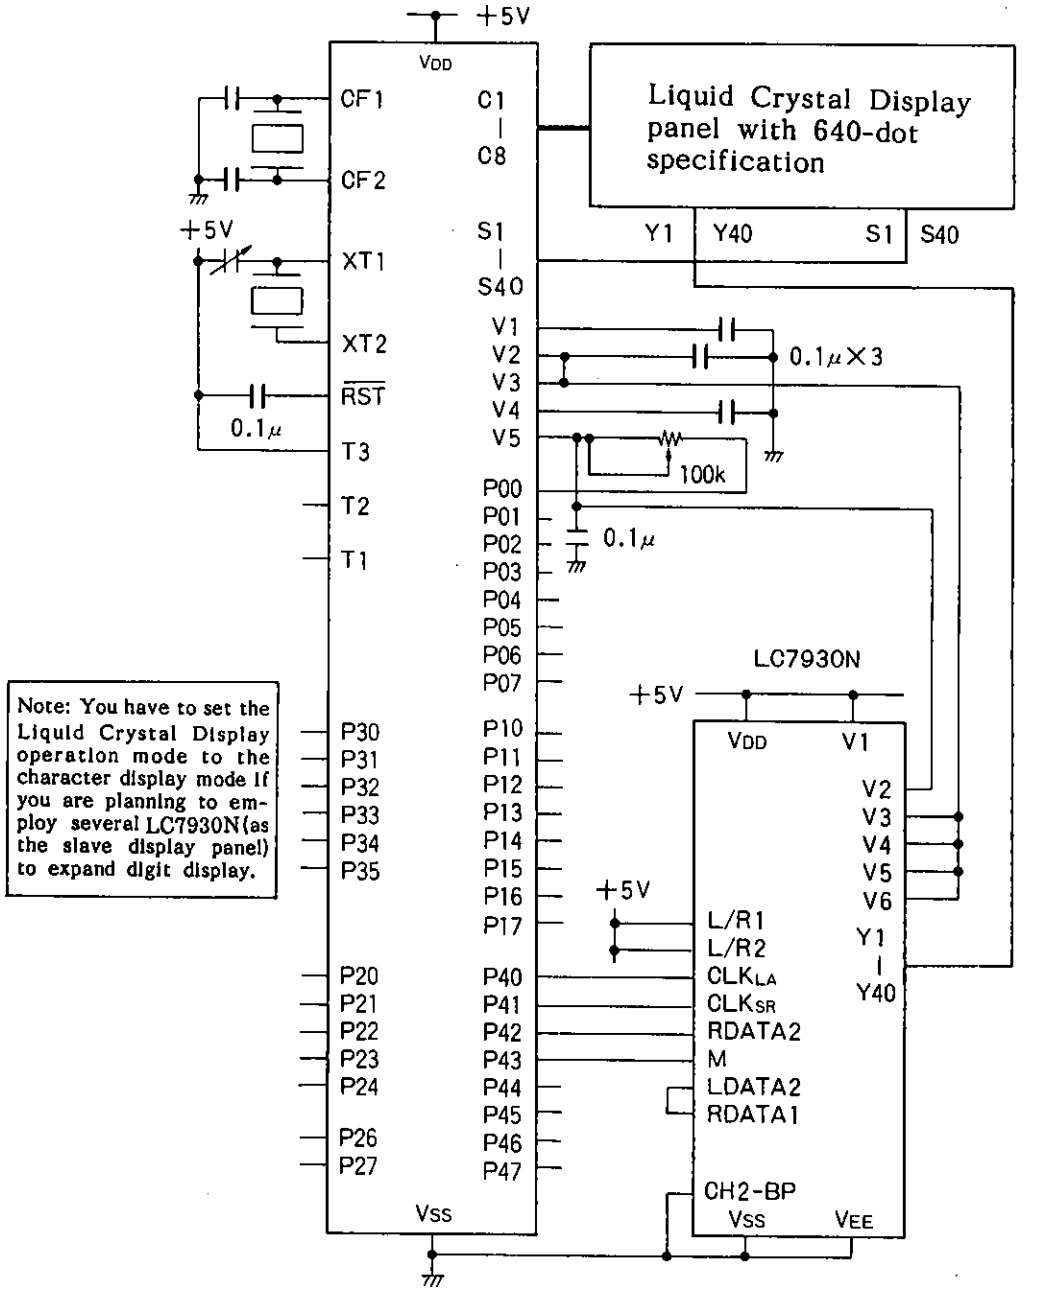 +5V
VDD
CF1
CF2
+5V
XT1
XT2
RST
0.1μ
T3
T2
T1
P30
P31
P32
P33
P34
P35
P20
P21
P22
P23
P24
P26
P27
VSS
C1
C8
S1
S40
V1
V2
V3
V4
V5
P00
P01
P02
P03
P04
P05
P06
P07
P10
P11
P12
P13
P14
P15
P16
P17
P40
P41
P42
P43
P44
P45
P46
P47
Liquid Crystal Display
panel with 640-dot
specification
Y1 Y40 S1 S40
0.1μ×3
100k
0.1μ
LC7930N
+5V
VDD V1
V2
V3
V4
V5
V6
Y1
Y40
+5V
L/R1
L/R2
CLKLA
CLKSR
RDATA2
M
LDATA2
RDATA1
CH2-BP
VSS VEE
Note: You have to set the
Liquid Crystal Display
operation mode to the
character display mode if
you are planning to em-
ploy several LC7930N(as
the slave display panel)
to expand digit display.